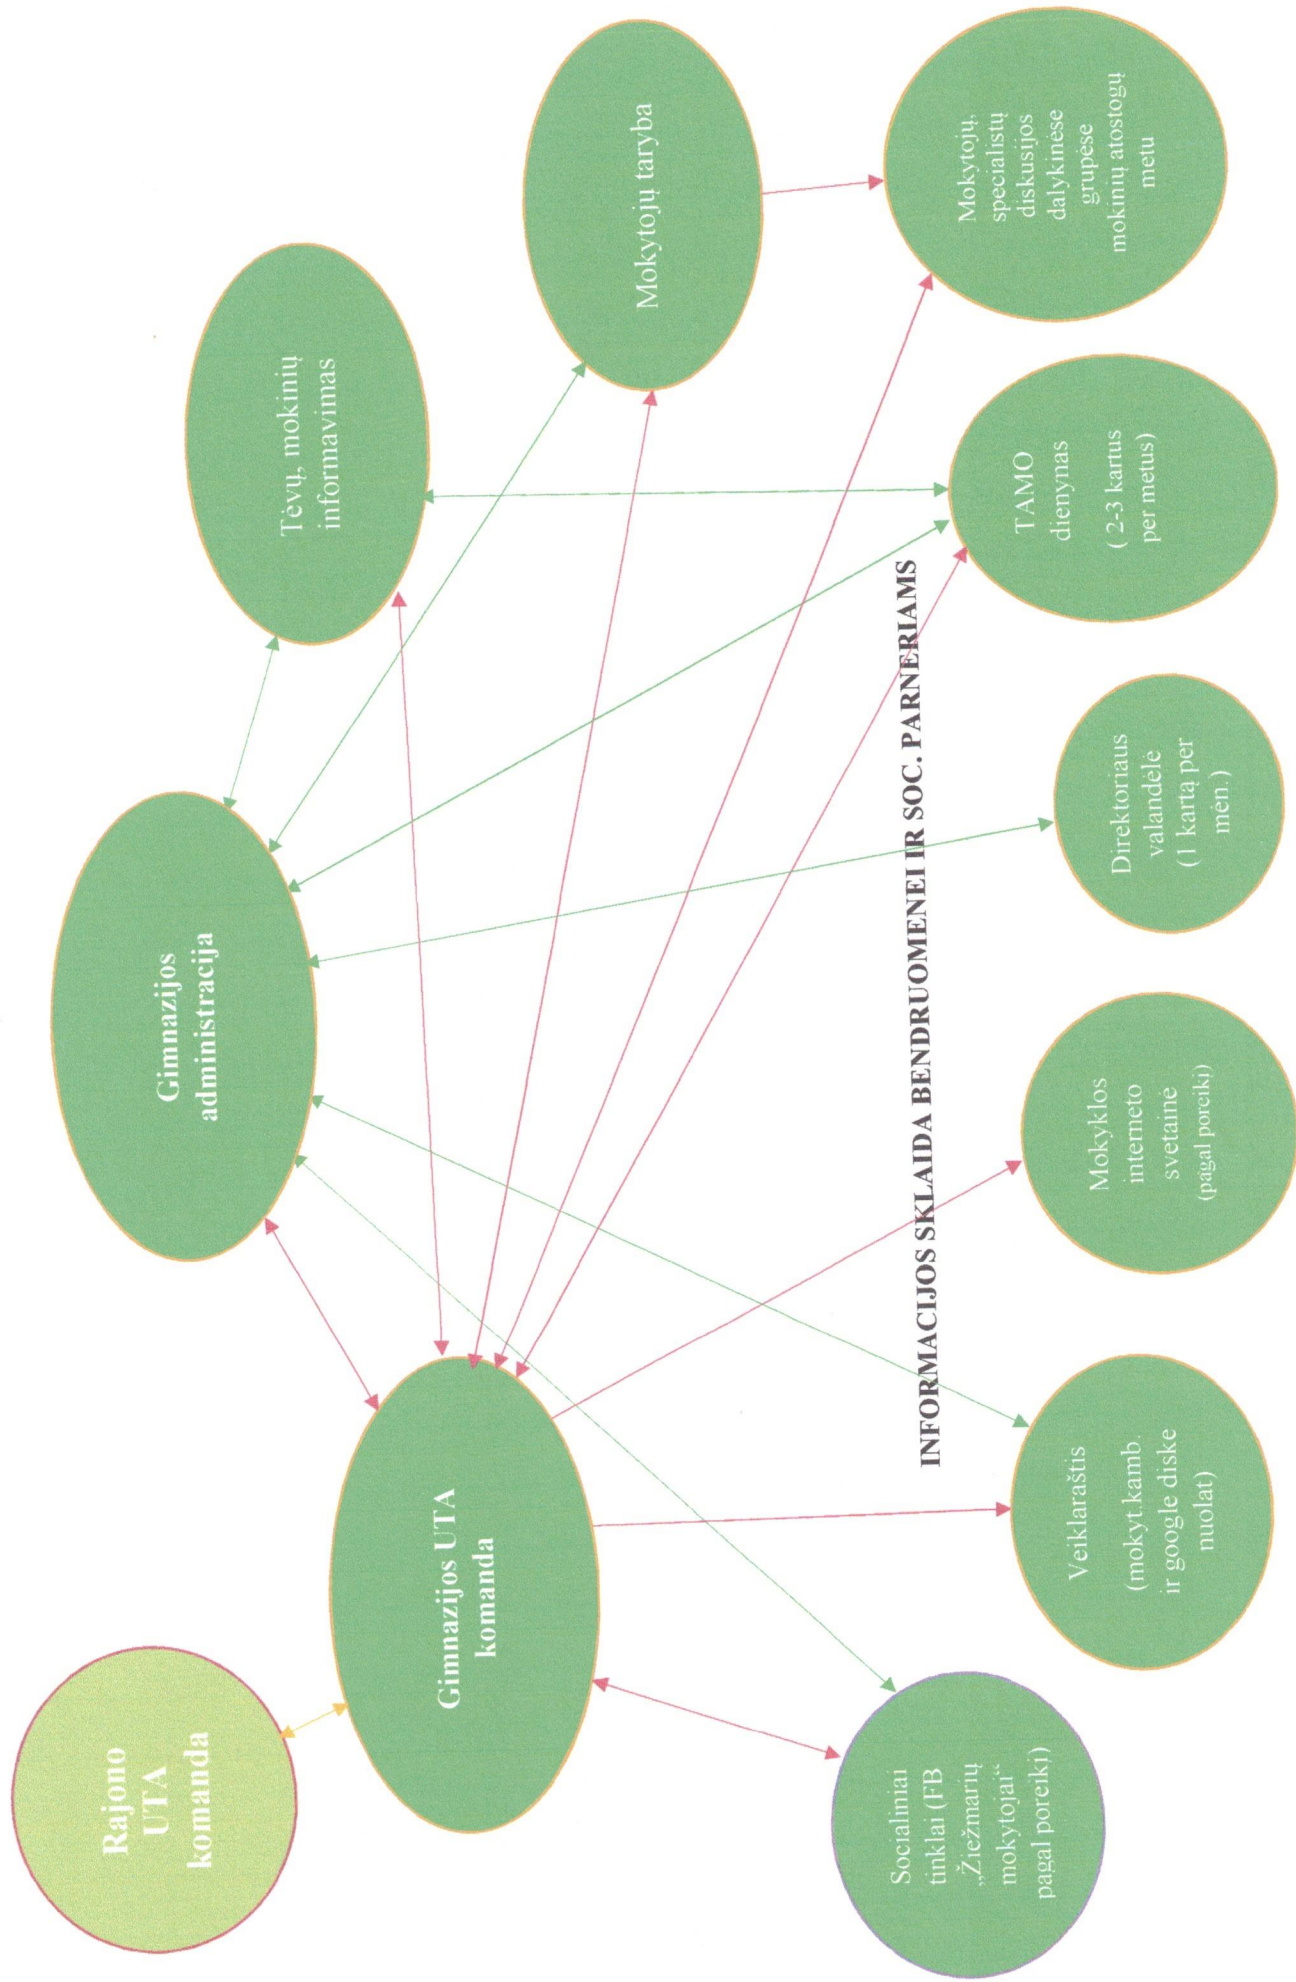 Rajono
UTA
komanda
Gimnazijos
administracija
Tėvų, mokinių
informavimas
Gimnazijos UTA
komanda
Mokytojų taryba
INFORMACIJOS SKLAIDA BENDRUOMENEI IR SOC. PARNERIAMS
Socialiniai
tinklai (FB
„Žiežmarių
mokytojai“
pagal poreikį)
Veiklaraštis
(mokyt.kamb.
ir google diske
nuolat)
Mokyklos
interneto
svetainė
(pagal poreikį)
Direktoriaus
valandėlė
(1 kartą per
mėn.)
TAMO
dienynas
( 2-3 kartus
per metus)
Mokytojų,
specialistų
diskusijos
dalykinėse
grupėse
mokinių atostogų
metu